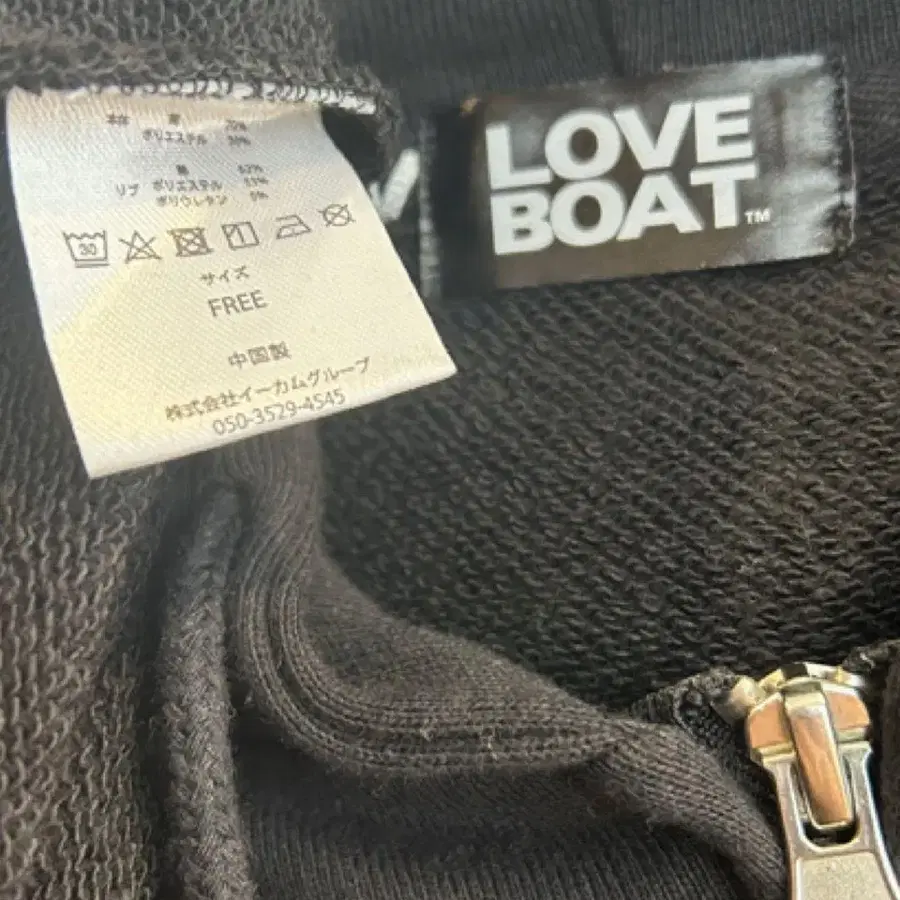 綿 70%
ポリエステル 30%
綿
リブ ポリエステル
ポリウレタン 5%
30
サイズ
FREE
中国製
株式会社イーカムグループ
050-3529-4545
LOVE
BOAT™